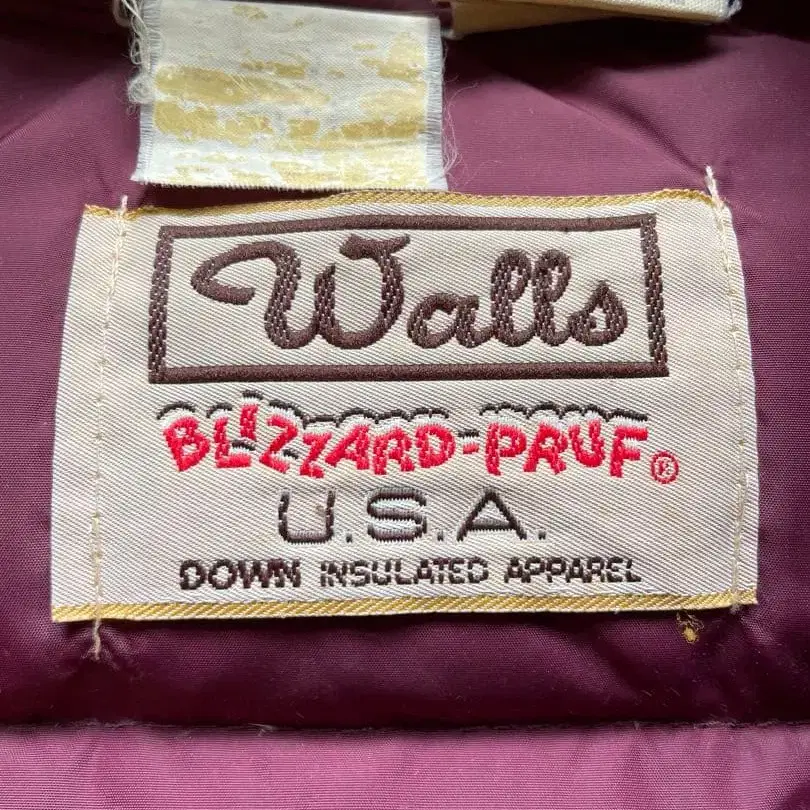 Walls
BLIZZARD-PRUF®
U.S.A.
DOWN INSULATED APPAREL